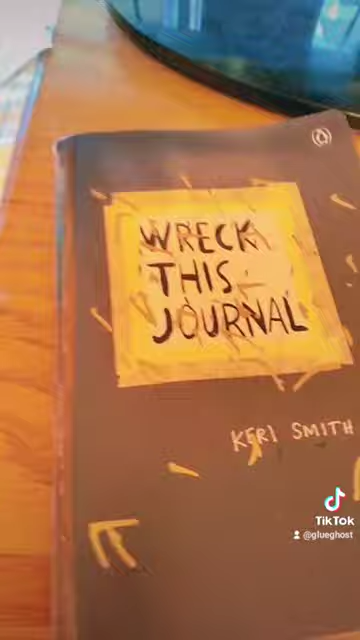 WRECK
THIS
JOURNAL
KERI SMITH
TikTok
@glueghost